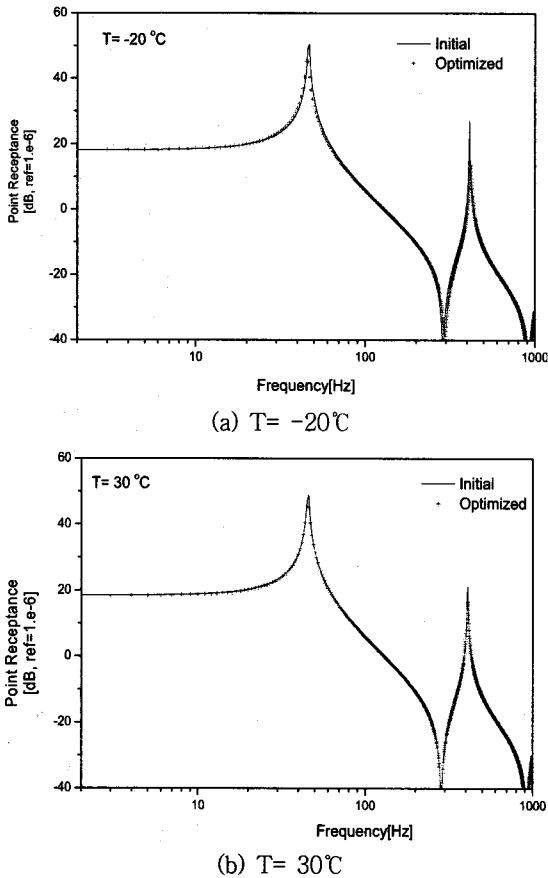 60
T= -20 °C
Initial
Optimized
40
20
0
-20
-40
Point Receptance
[dB, ref=1.e-6]
10
100
1000
Frequency[Hz]
(a) T= -20℃
60
T= 30 °C
Initial
Optimized
40
20
0
-20
-40
Point Receptance
[dB, ref=1.e-6]
10
100
1000
Frequency[Hz]
(b) T= 30℃